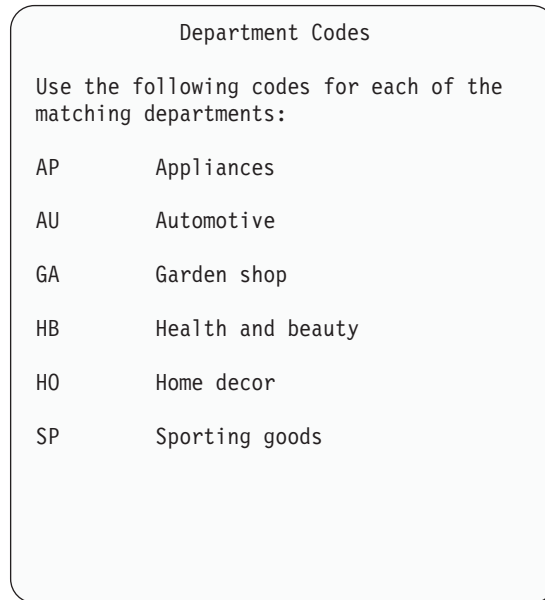 Department Codes
Use the following codes for each of the
matching departments:
AP Appliances
AU Automotive
GA Garden shop
HB Health and beauty
HO Home decor
SP Sporting goods